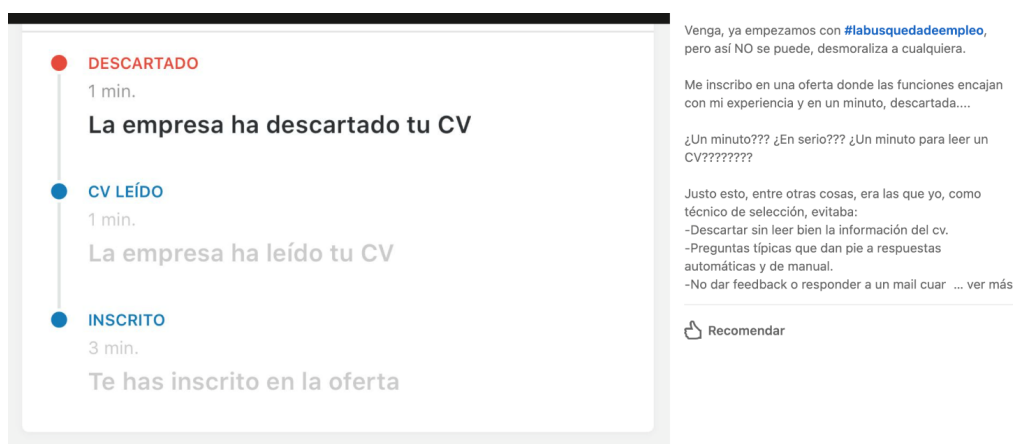 DESCARTADO
1 min.
La empresa ha descartado tu CV
CV LEÍDO
1 min.
La empresa ha leído tu CV
INSCRITO
3 min.
Te has inscrito en la oferta
Venga, ya empezamos con #labusquedadeempleo,
pero así NO se puede, desmoraliza a cualquiera.
Me inscribo en una oferta donde las funciones encajan
con mi experiencia y en un minuto, descartada....
¿Un minuto??? ¿En serio??? ¿Un minuto para leer un
CV????????
Justo esto, entre otras cosas, era las que yo, como
técnico de selección, evitaba:
-Descartar sin leer bien la información del cv.
-Preguntas típicas que dan pie a respuestas
automáticas y de manual.
-No dar feedback o responder a un mail cuar ... ver más
Recomendar